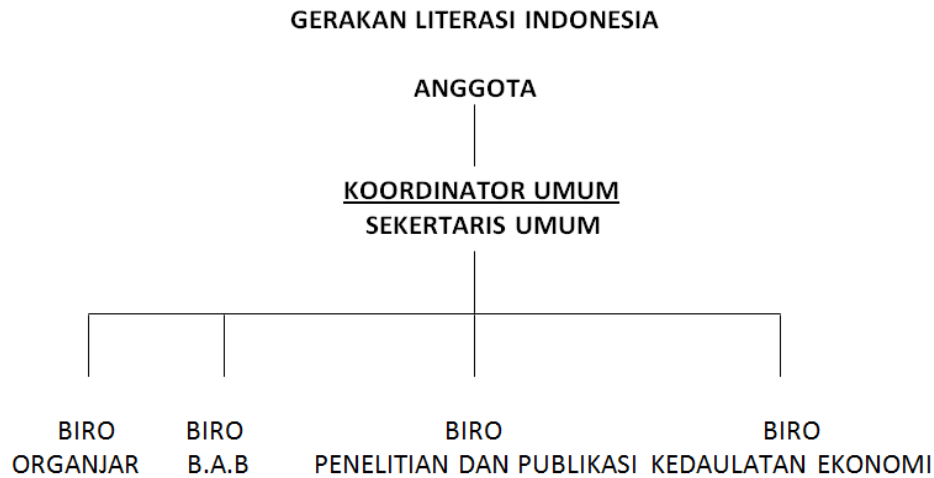 GERAKAN LITERASI INDONESIA
ANGGOTA
KOORDINATOR UMUM
SEKERTARIS UMUM
BIRO ORGANJAR
BIRO B.A.B
BIRO PENELITIAN DAN PUBLIKASI
BIRO KEDAULATAN EKONOMI